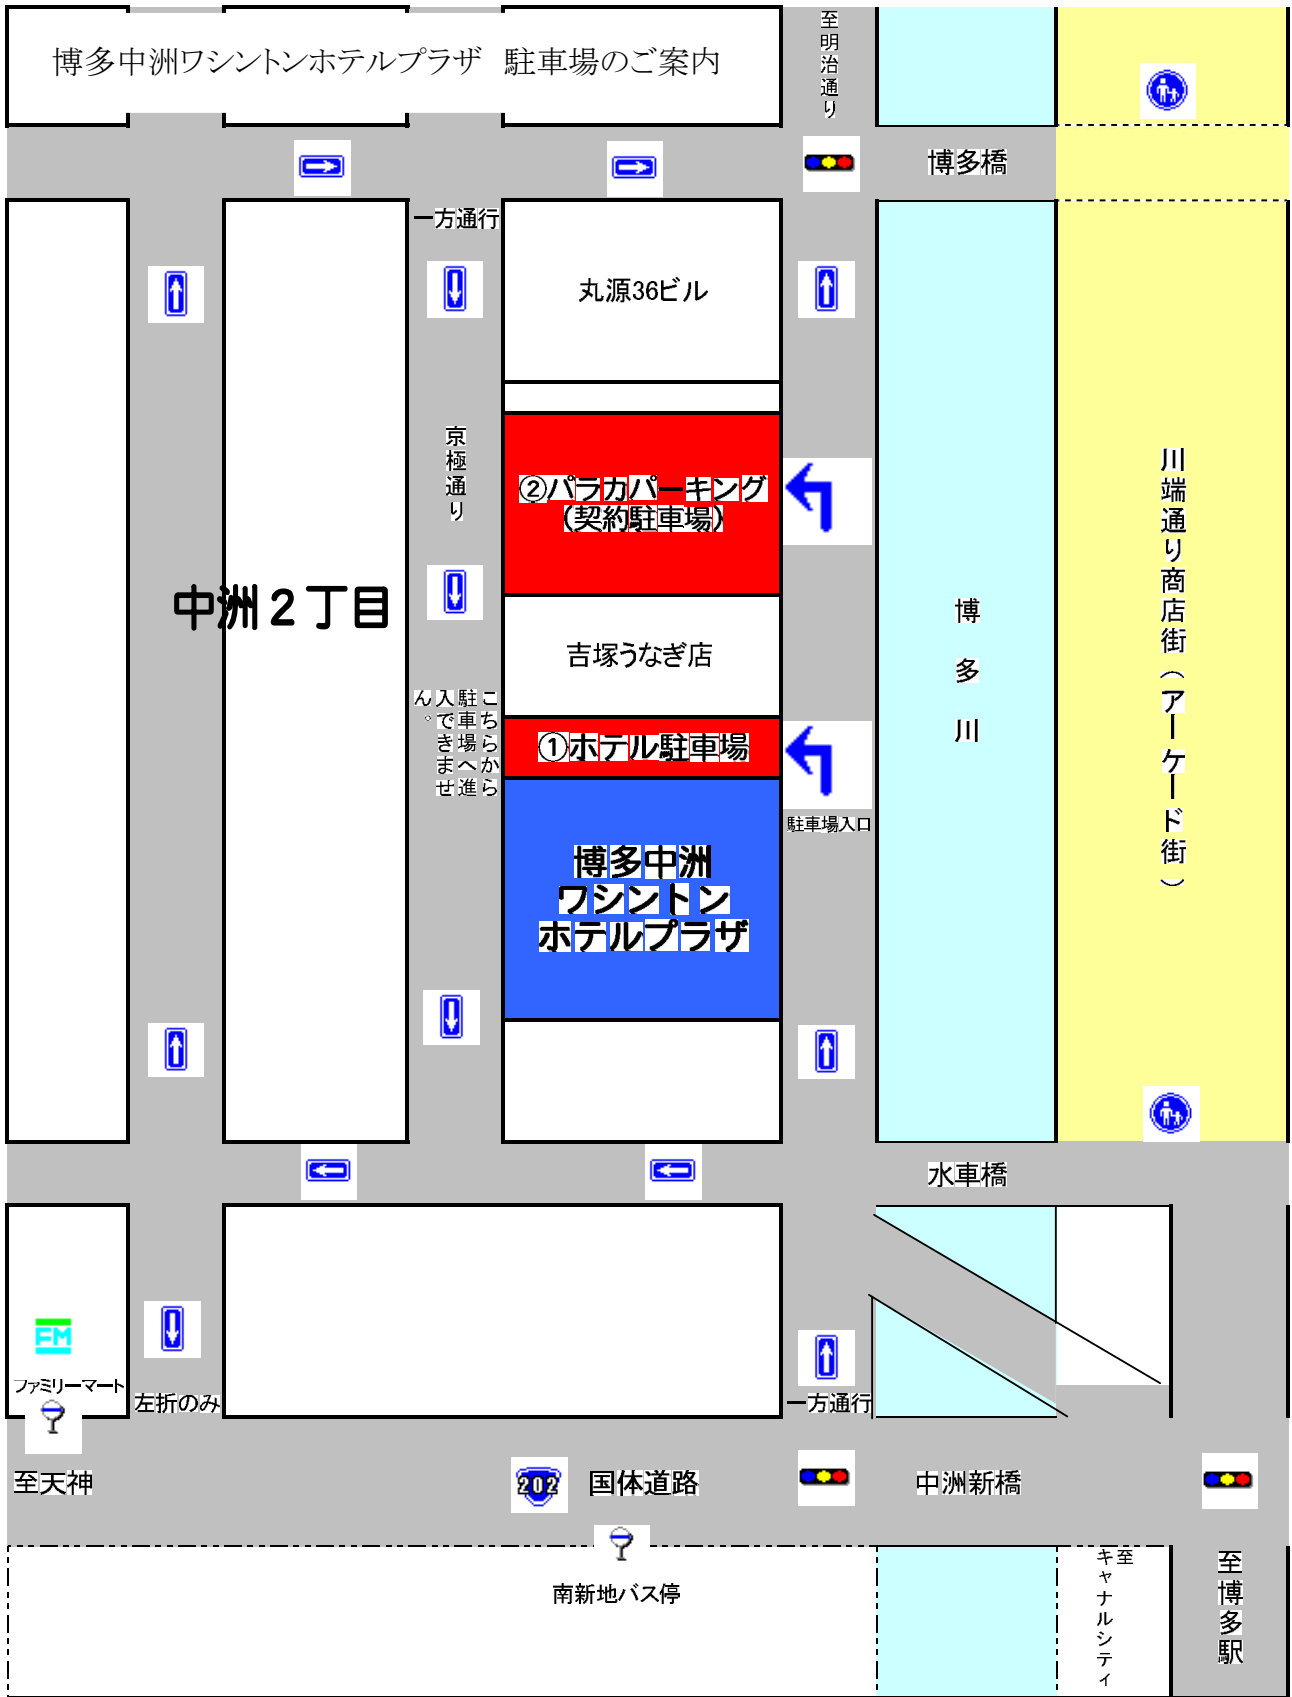 博多中洲ワシントンホテルプラザ　駐車場のご案内
至明治通り
博多橋
一方通行
丸源36ビル
京極通り
②パラカパーキング
（契約駐車場）
川端通り商店街（アーケード街）
中洲２丁目
博多川
吉塚うなぎ店
こちらから
駐車場へ進
入できませ
ん。
①ホテル駐車場
駐車場入口
博多中洲
ワシントン
ホテルプラザ
水車橋
FM
ファミリーマート
左折のみ
一方通行
至天神
202
国体道路
中洲新橋
南新地バス停
至
キャナルシティ
至博多駅